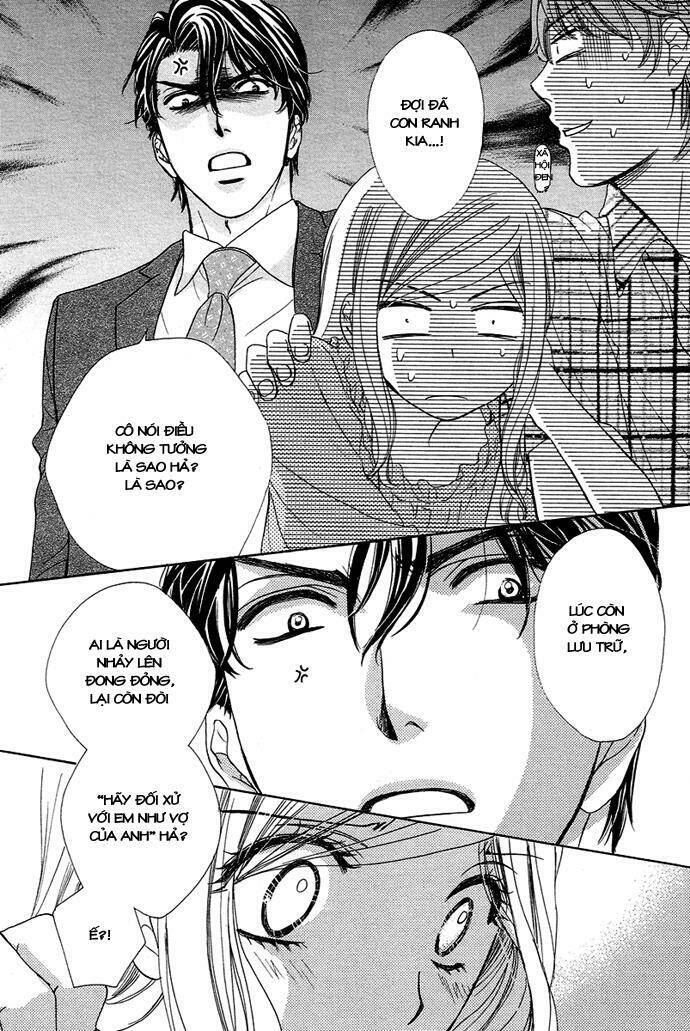 ĐỢI ĐÃ
CON RANH
KIA...!
XÃ
HỘI
ĐEN
CÔ NÓI ĐIỀU
KHÔNG TƯỞNG
LÀ SAO HẢ?
LÀ SAO?
LÚC CÒN
Ở PHÒNG
LƯU TRỮ,
AI LÀ NGƯỜI
NHẢY LÊN
ĐONG ĐỎNG,
LẠI CÒN ĐÒI
“HÃY ĐỐI XỬ
VỚI EM NHƯ VỢ
CỦA ANH” HẢ?
Ế?!